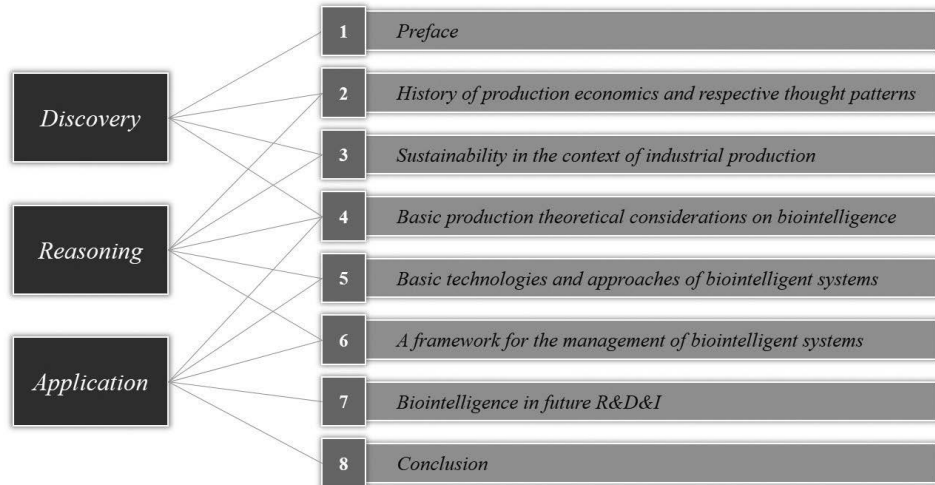 Discovery
Reasoning
Application
1 Preface
2 History of production economics and respective thought patterns
3 Sustainability in the context of industrial production
4 Basic production theoretical considerations on biointelligence
5 Basic technologies and approaches of biointelligent systems
6 A framework for the management of biointelligent systems
7 Biointelligence in future R&D&I
8 Conclusion